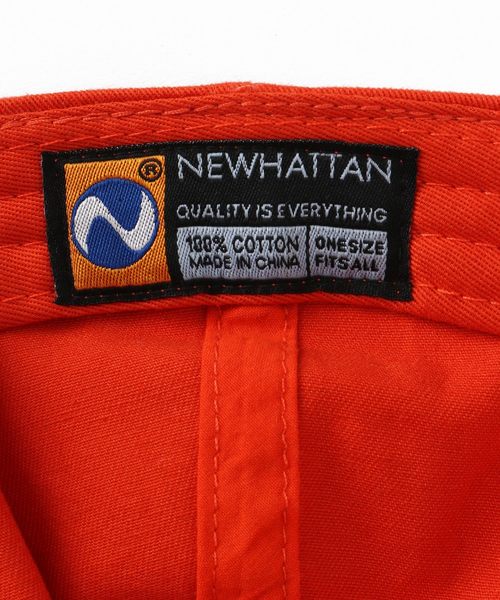 ®
NEWHATTAN
QUALITY IS EVERYTHING
100% COTTON
MADE IN CHINA
ONE SIZE
FITS ALL